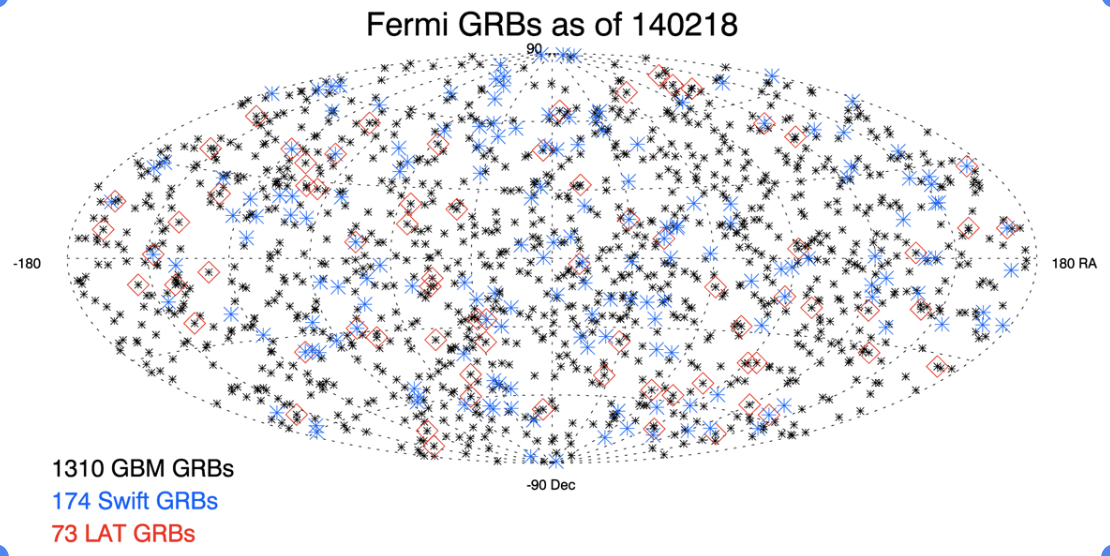 Fermi GRBs as of 140218
90
-180
180 RA
-90 Dec
1310 GBM GRBs
174 Swift GRBs
73 LAT GRBs